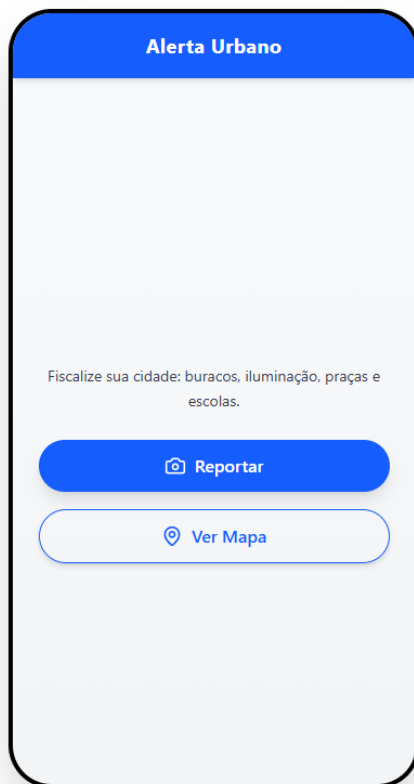 Alerta Urbano
Fiscalize sua cidade: buracos, iluminação, praças e
escolas.
Reportar
Ver Mapa